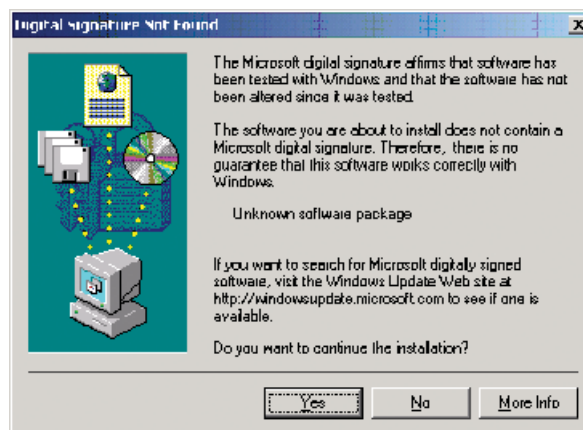 Digital Signature Not Found
The Microsoft digital signature affirms that software has
been tested with Windows and that the software has not
been altered since it was tested.
The software you are about to install does not contain a
Microsoft digital signature. Therefore, there is no
guarantee that this software works correctly with
Windows.
Unknown software package
If you want to search for Microsoft digitally signed
software, visit the Windows Update Web site at
http://windowsupdate.microsoft.com to see if one is
available.
Do you want to continue the installation?
Yes
No
More Info